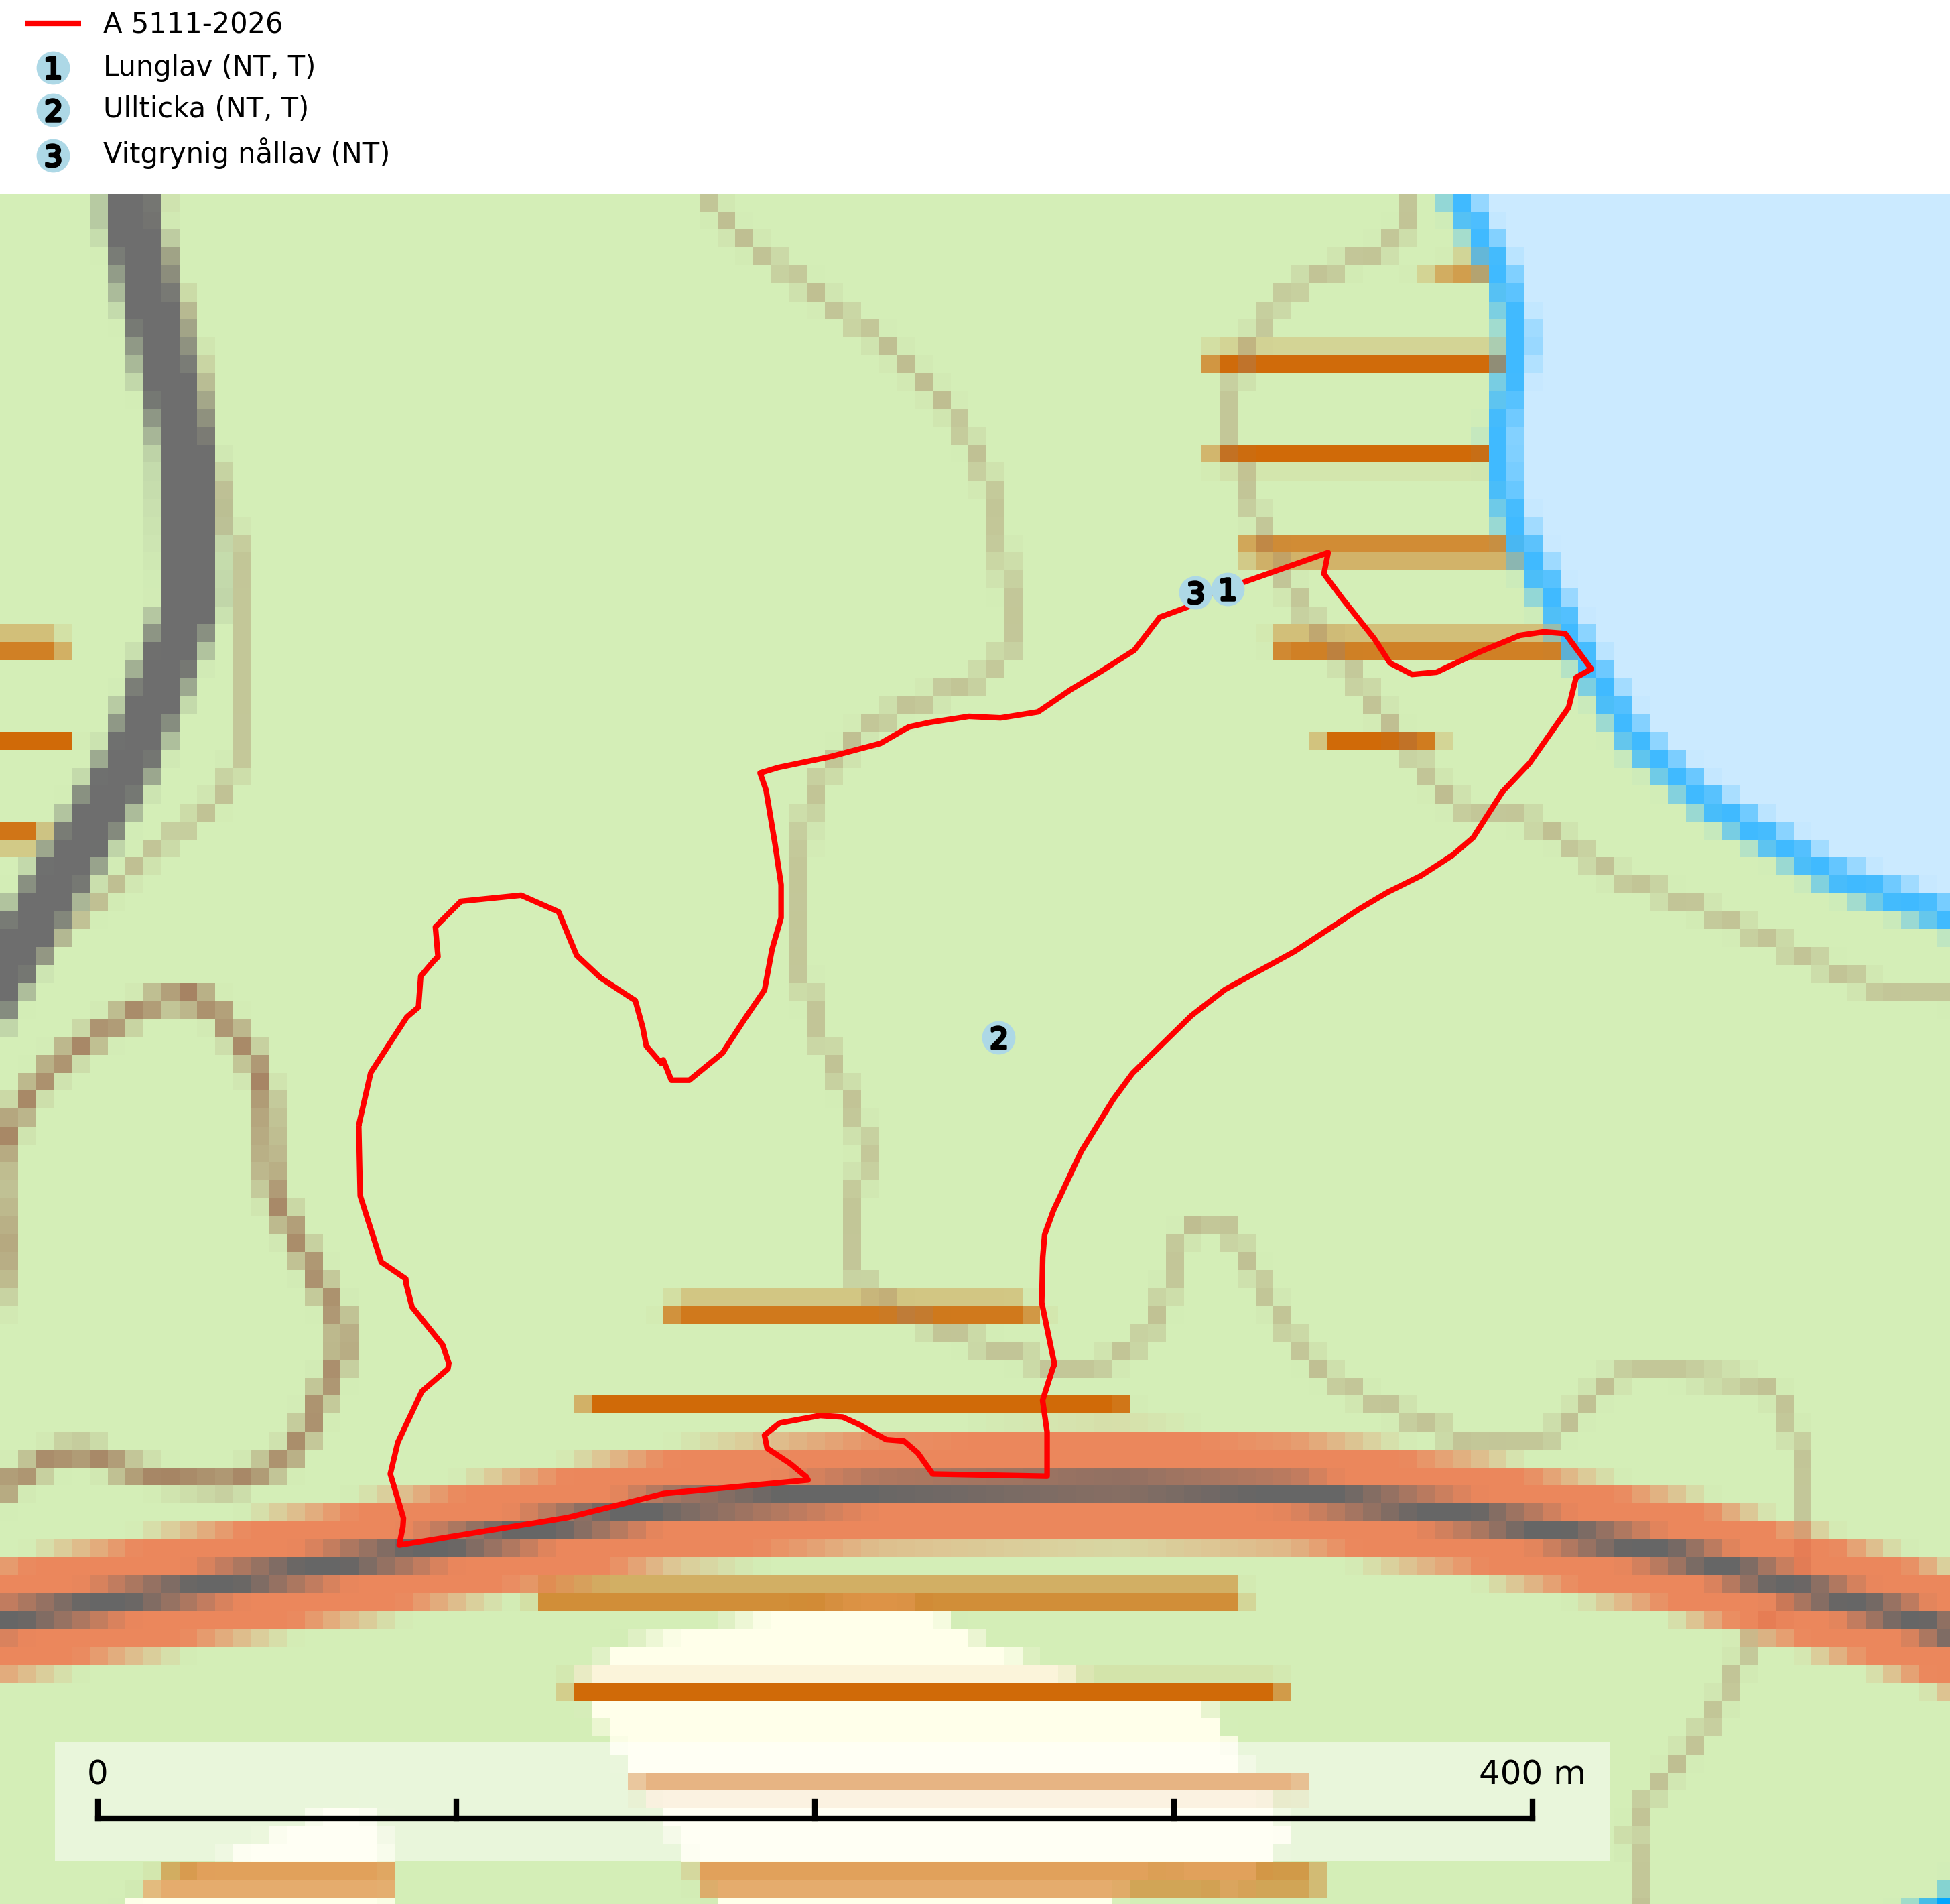 A 5111-2026
1 Lunglav (NT, T)
2 Ullticka (NT, T)
3 Vitgrynig nållav (NT)
3 1
2
0 400 m